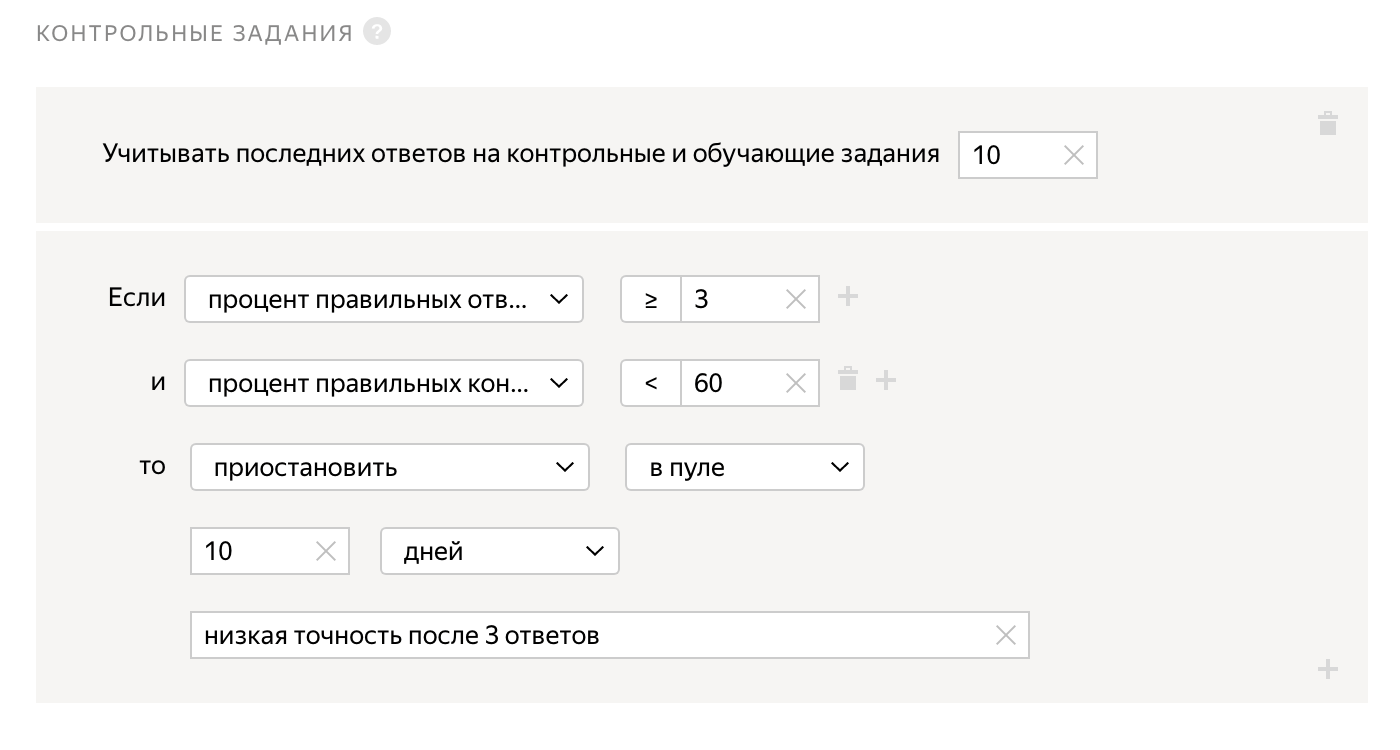 КОНТРОЛЬНЫЕ ЗАДАНИЯ ?
Учитывать последних ответов на контрольные и обучающие задания 10
Если процент правильных отв... ≥ 3
и процент правильных кон... < 60
то приостановить в пуле
10 дней
низкая точность после 3 ответов